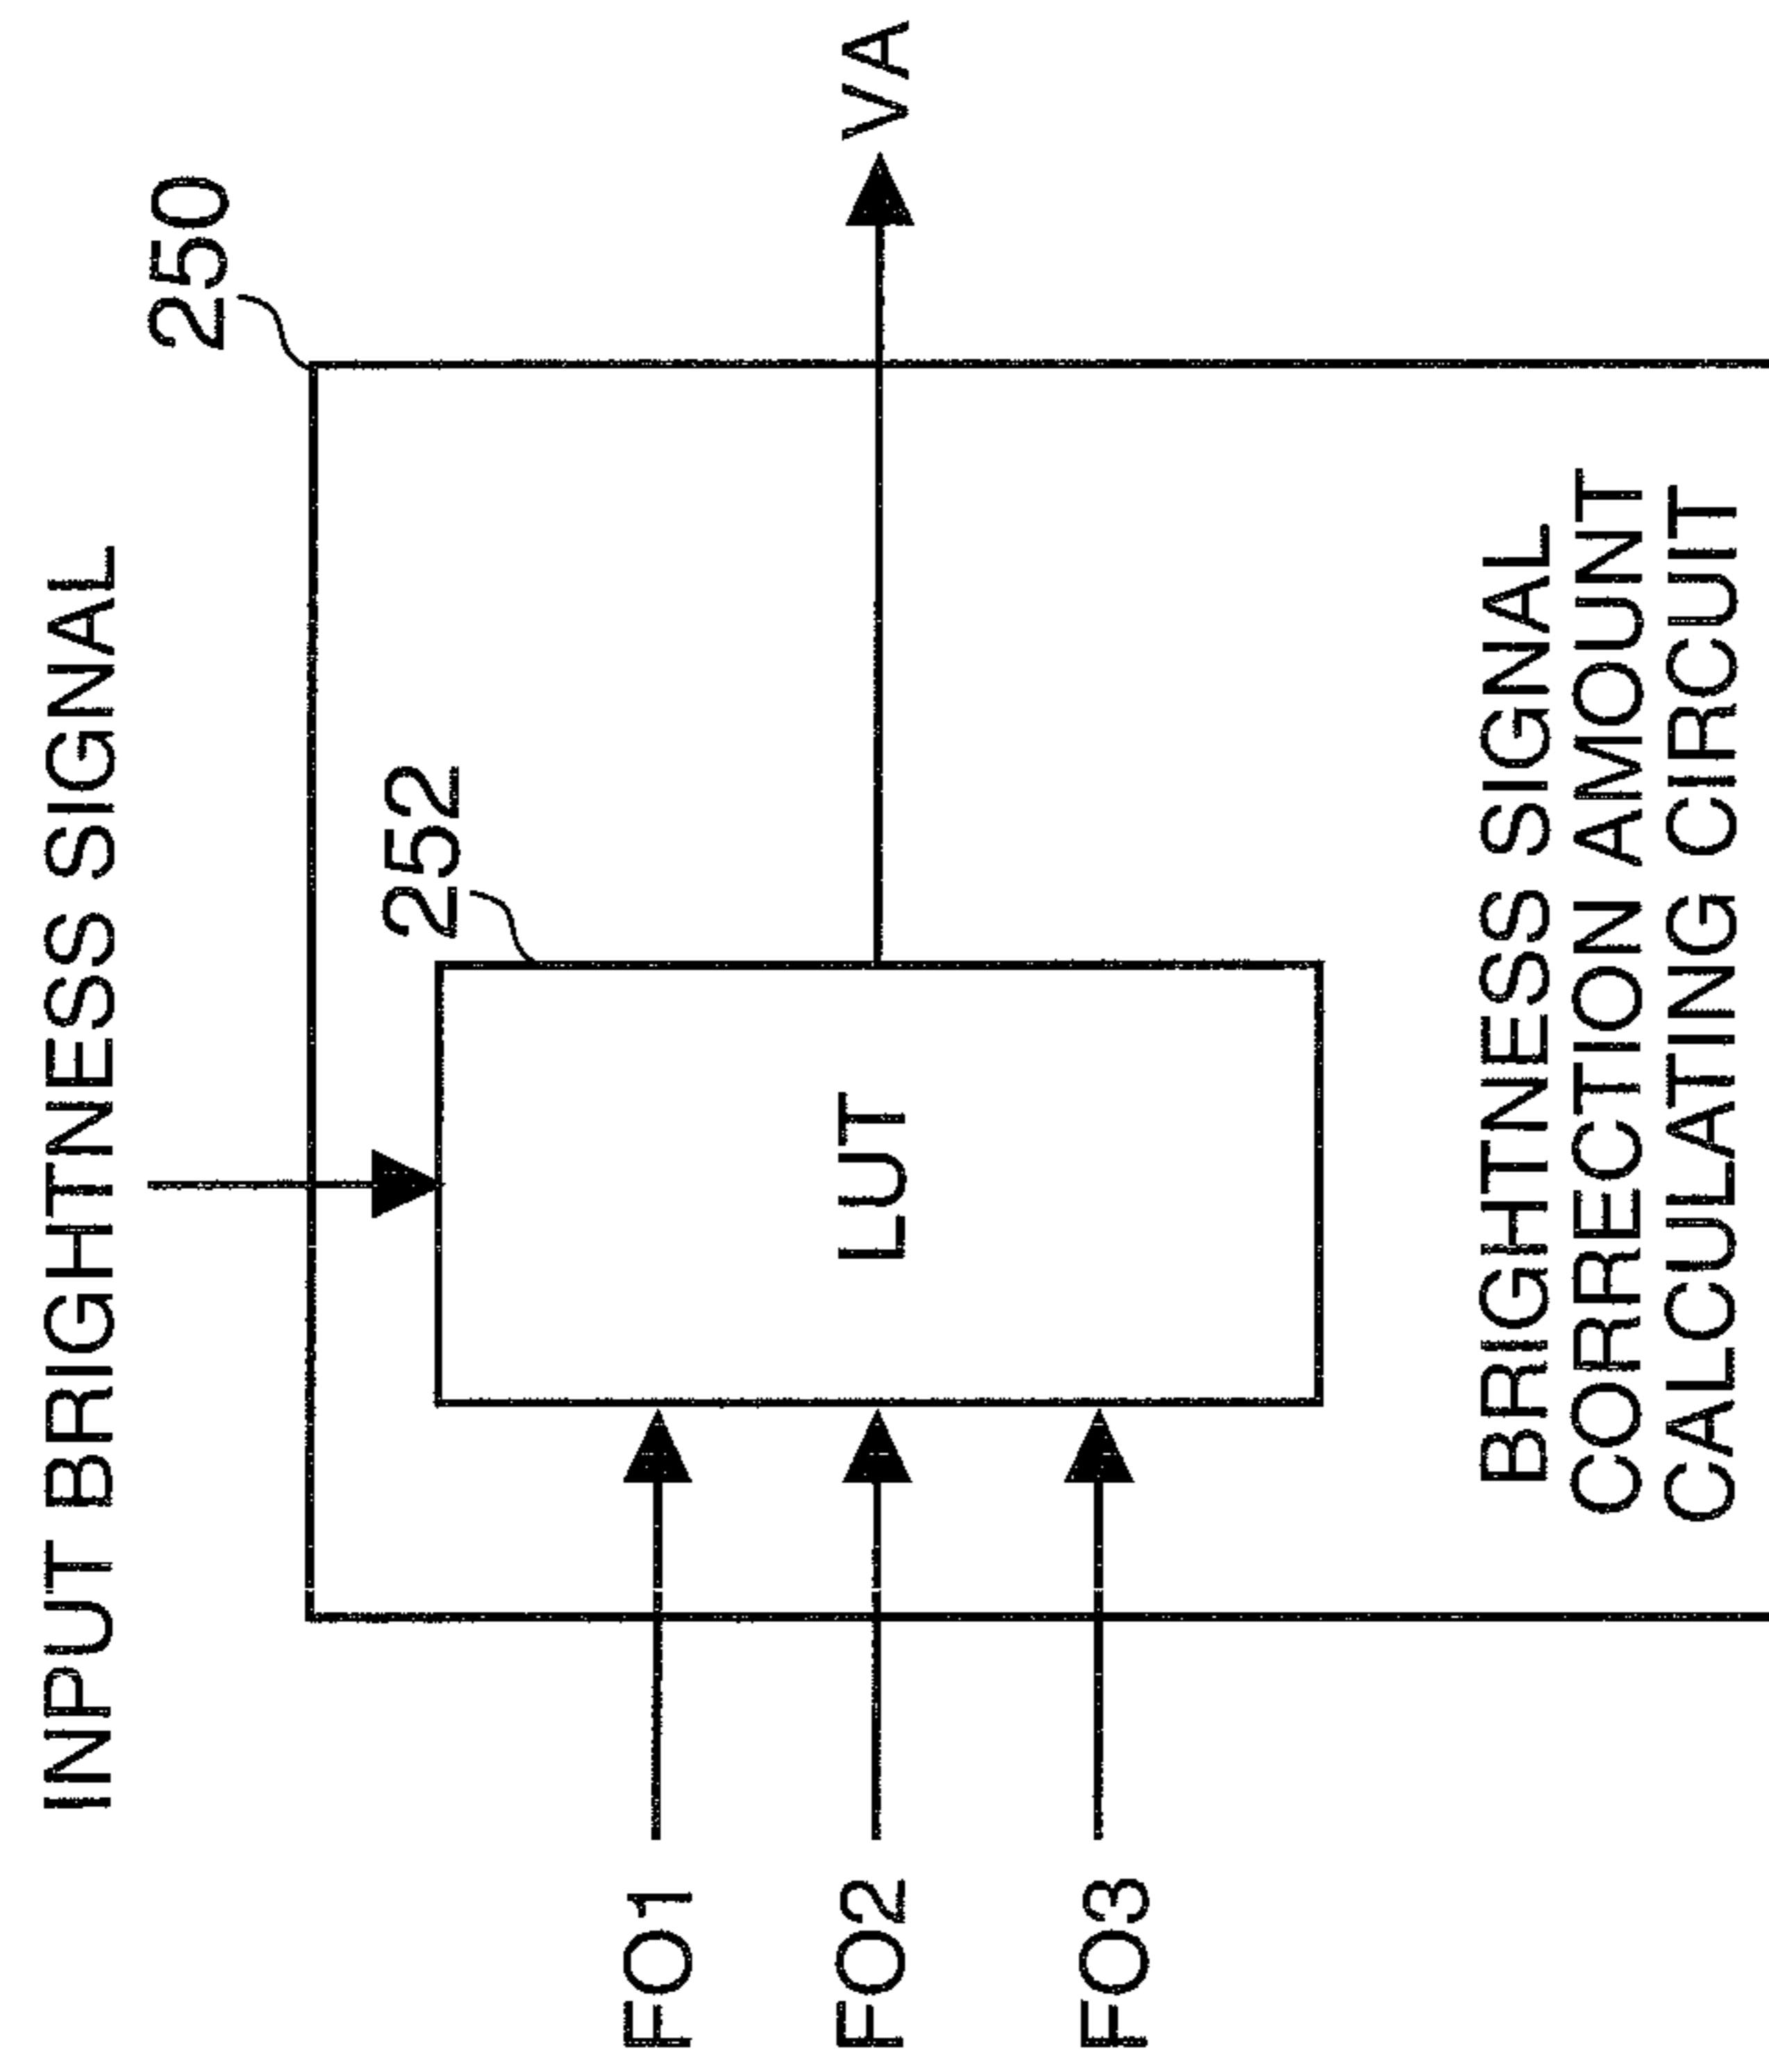 INPUT BRIGHTNESS SIGNAL
250
252
FO1
FO2
FO3
LUT
VA
BRIGHTNESS SIGNAL
CORRECTION AMOUNT
CALCULATING CIRCUIT